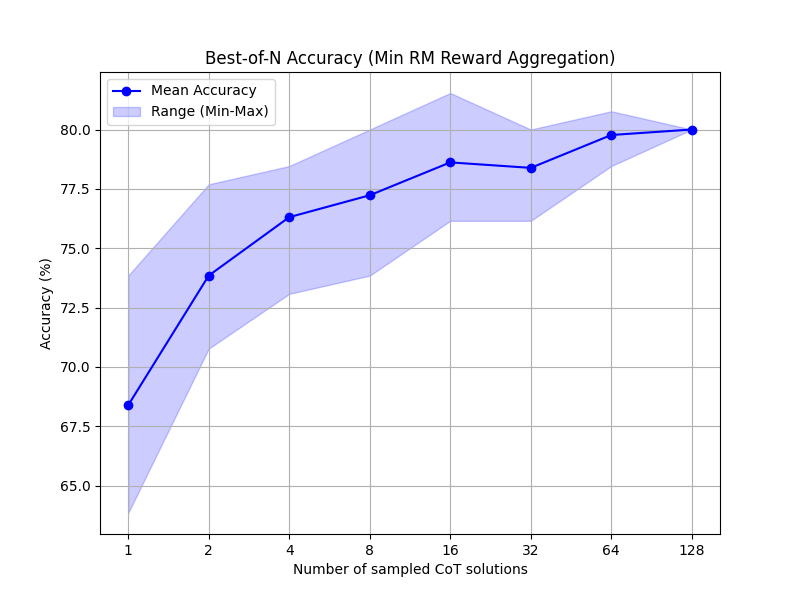 Best-of-N Accuracy (Min RM Reward Aggregation)
Mean Accuracy
Range (Min-Max)
Accuracy (%)
80.0
77.5
75.0
72.5
70.0
67.5
65.0
1 2 4 8 16 32 64 128
Number of sampled CoT solutions